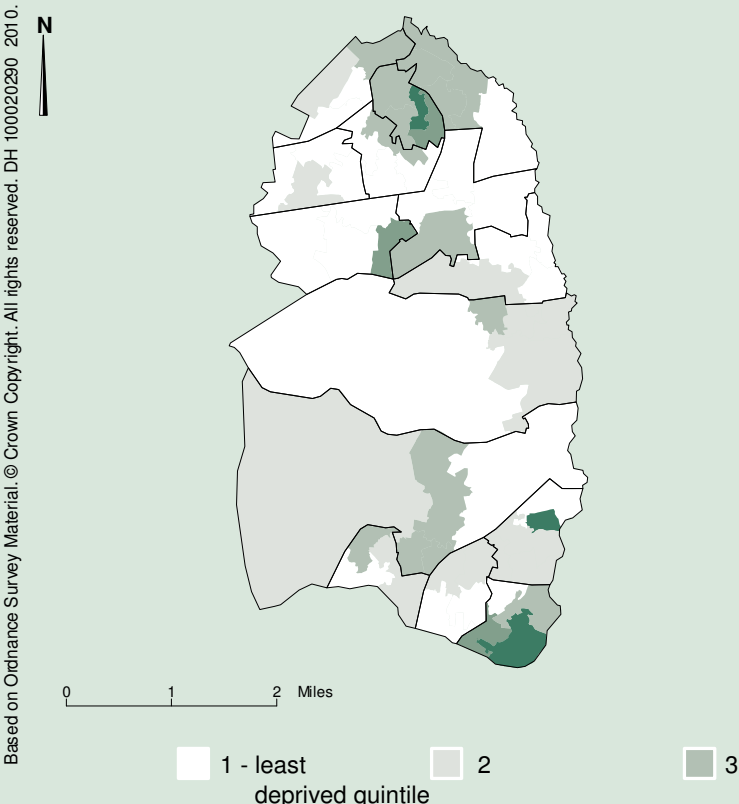 Based on Ordnance Survey Material. © Crown Copyright. All rights reserved. DH 100020290 2010.
N
0 1 2 Miles
1 - least
deprived quintile
2
3